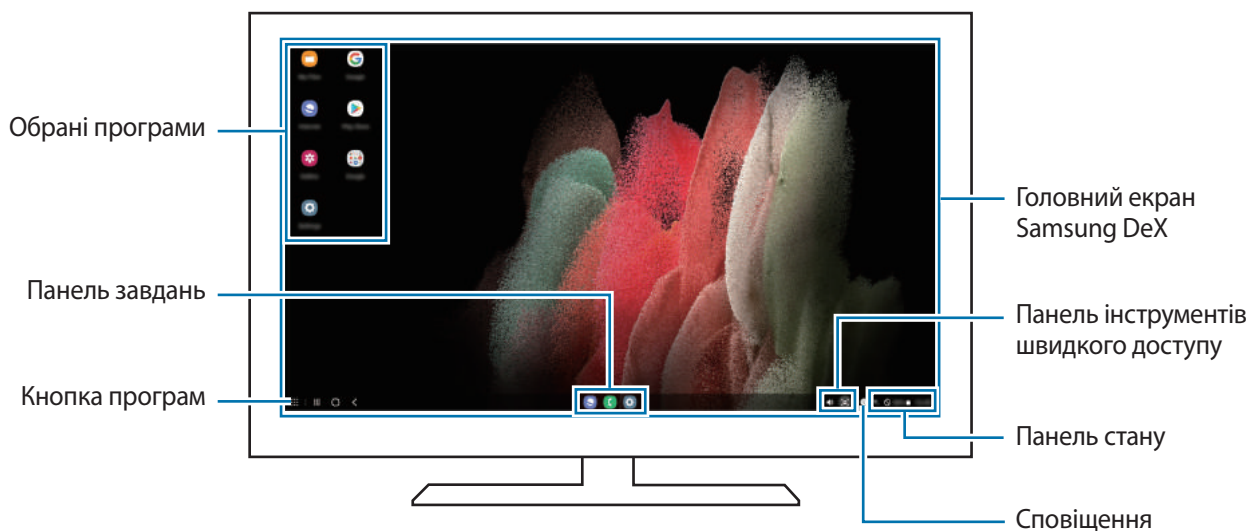 Обрані програми
Панель завдань
Кнопка програм
Головний екран
Samsung DeX
Панель інструментів
швидкого доступу
Панель стану
Сповіщення